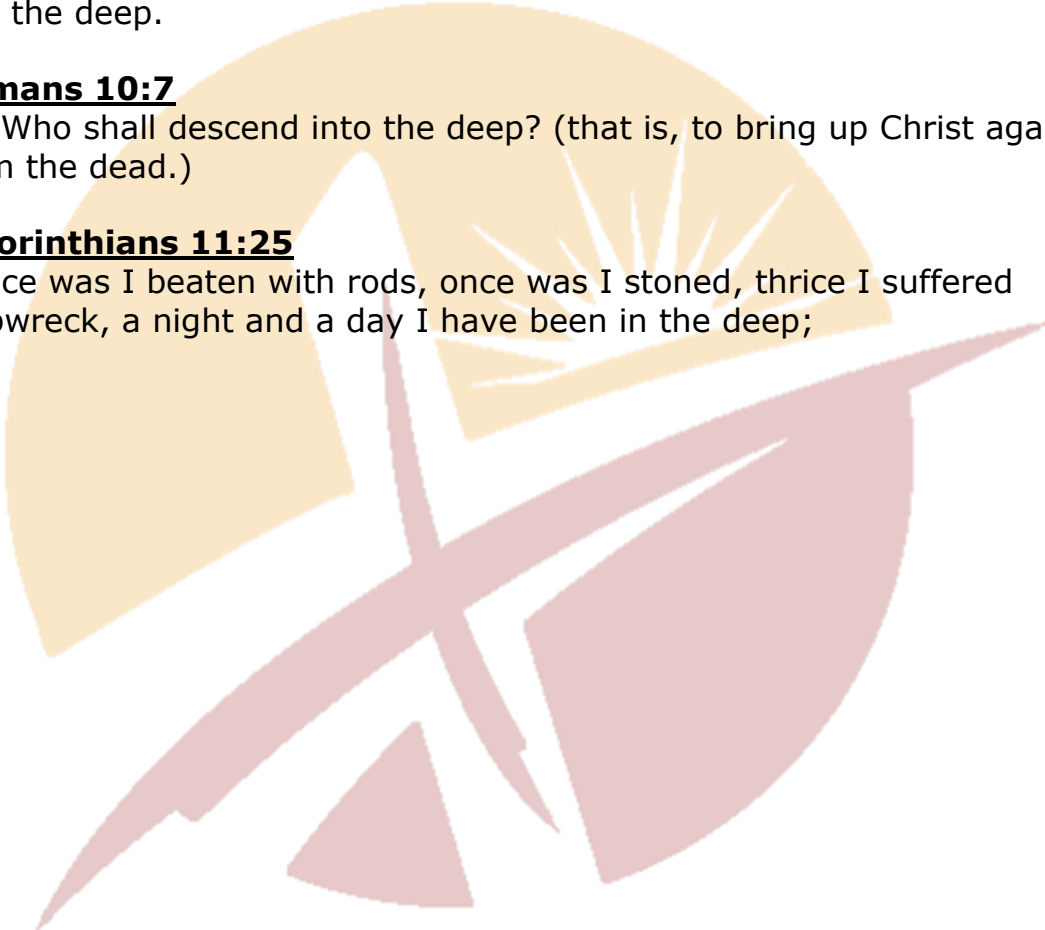 the deep.
mans 10:7
Who shall descend into the deep? (that is, to bring up Christ aga
m the dead.)
orinthians 11:25
ce was I beaten with rods, once was I stoned, thrice I suffered
wreck, a night and a day I have been in the deep;